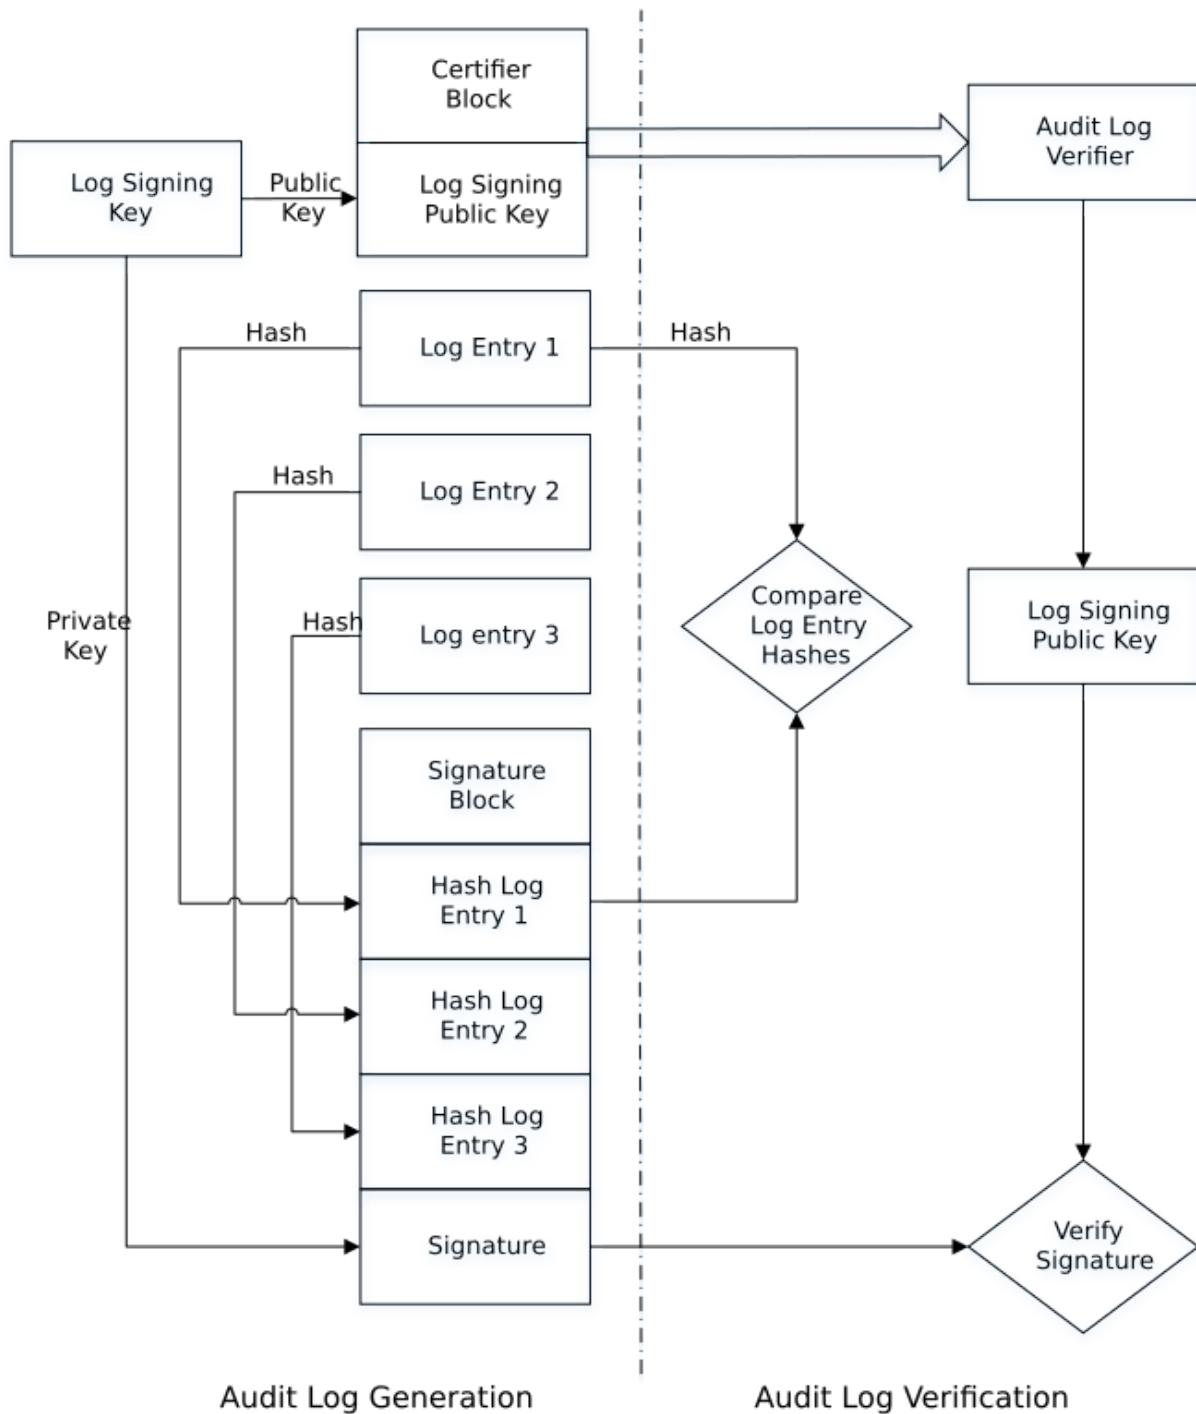 Certifier
Block
Audit Log
Verifier
Log Signing
Key
Public
Key
Log Signing
Public Key
Hash
Log Entry 1
Hash
Hash
Log Entry 2
Compare
Log Entry
Hashes
Private
Key
Hash
Log entry 3
Log Signing
Public Key
Signature
Block
Hash Log
Entry 1
Hash Log
Entry 2
Hash Log
Entry 3
Signature
Verify
Signature
Audit Log Generation
Audit Log Verification